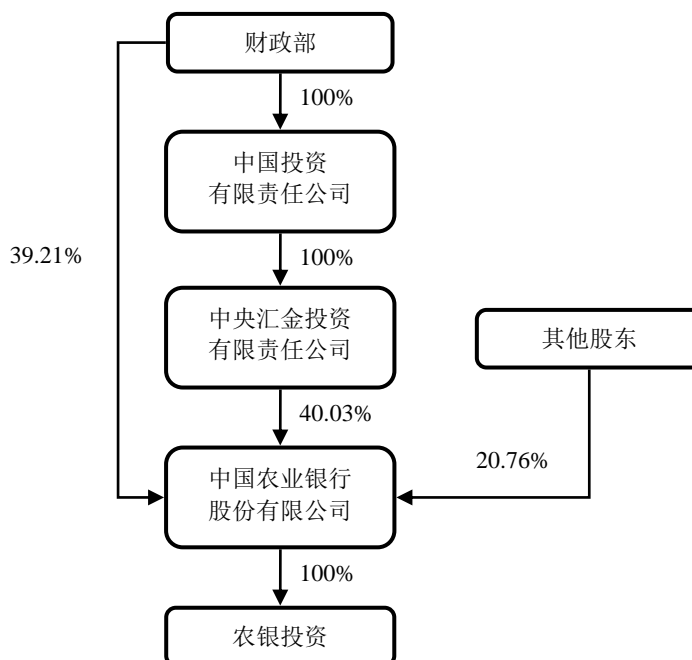 财政部
100%
中国投资
有限责任公司
39.21%
100%
中央汇金投资
有限责任公司
其他股东
40.03%
20.76%
中国农业银行
股份有限公司
100%
农银投资